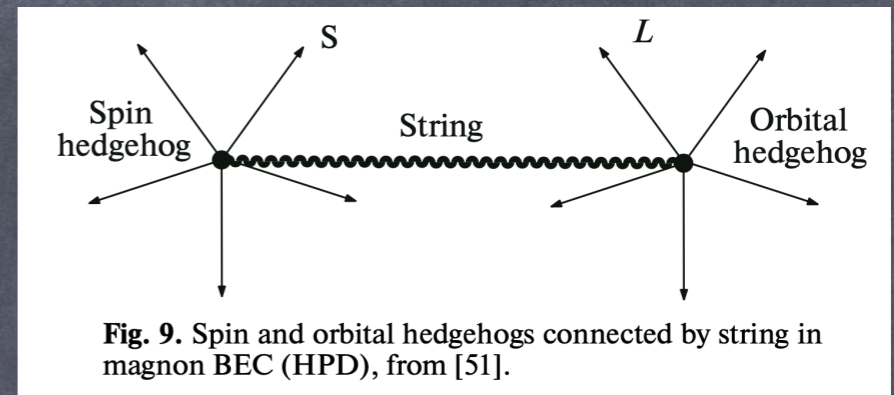 S
L
Spin
hedgehog
String
Orbital
hedgehog
Fig. 9. Spin and orbital hedgehogs connected by string in
magnon BEC (HPD), from [51].